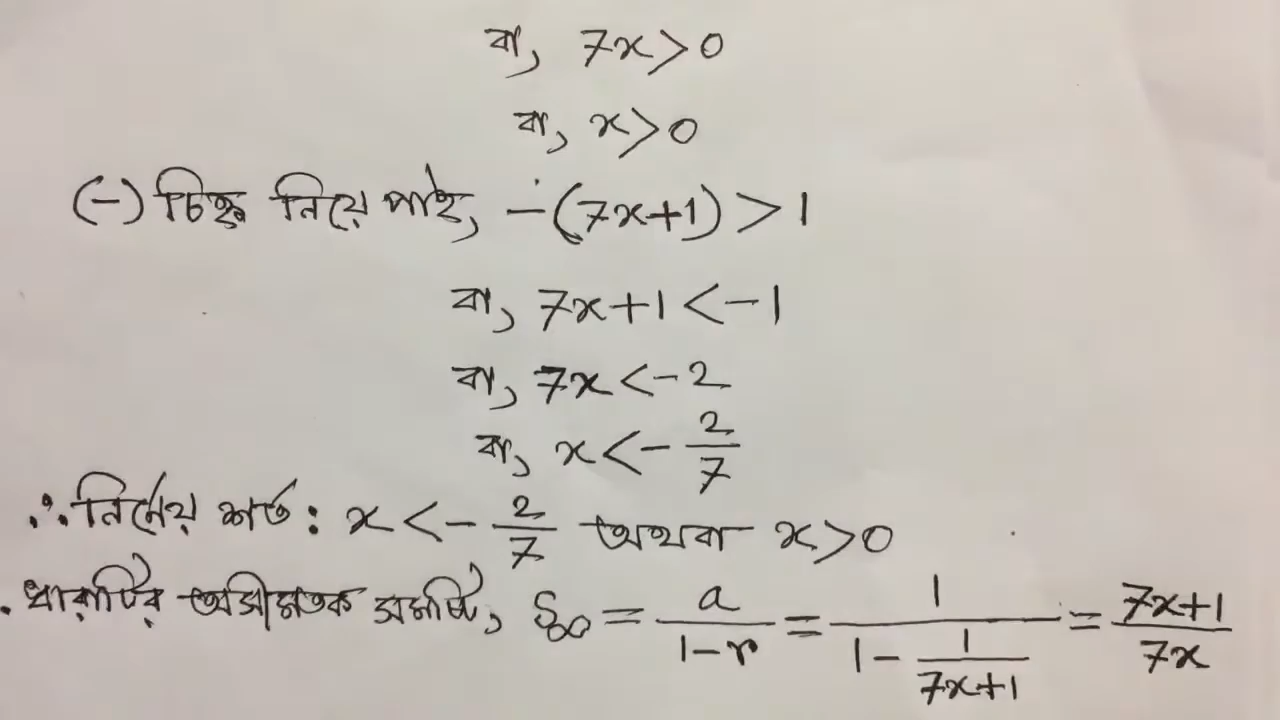 বা, 7x>0
বা, x>0
(-) চিহ্ন নিয়ে পাই, -(7x+1) > 1
বা, 7x+1 < -1
বা, 7x < -2
বা, x < - 2/7
∴ নির্ণেয় শর্ত : x < - 2/7 অথবা x>0
. ধারাটির অসীমতক সমষ্টি, S∞ = a/(1-r) = 1/(1 - 1/(7x+1)) = (7x+1)/7x